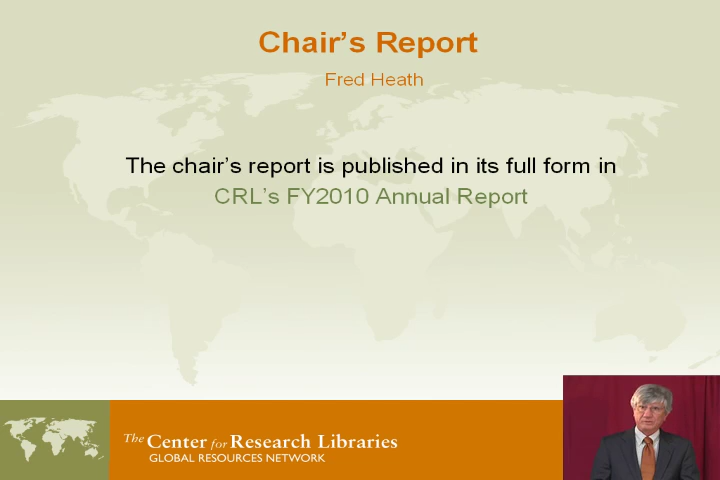 Chair's Report
Fred Heath
The chair's report is published in its full form in
CRL's FY2010 Annual Report
The Center for Research Libraries
GLOBAL RESOURCES NETWORK